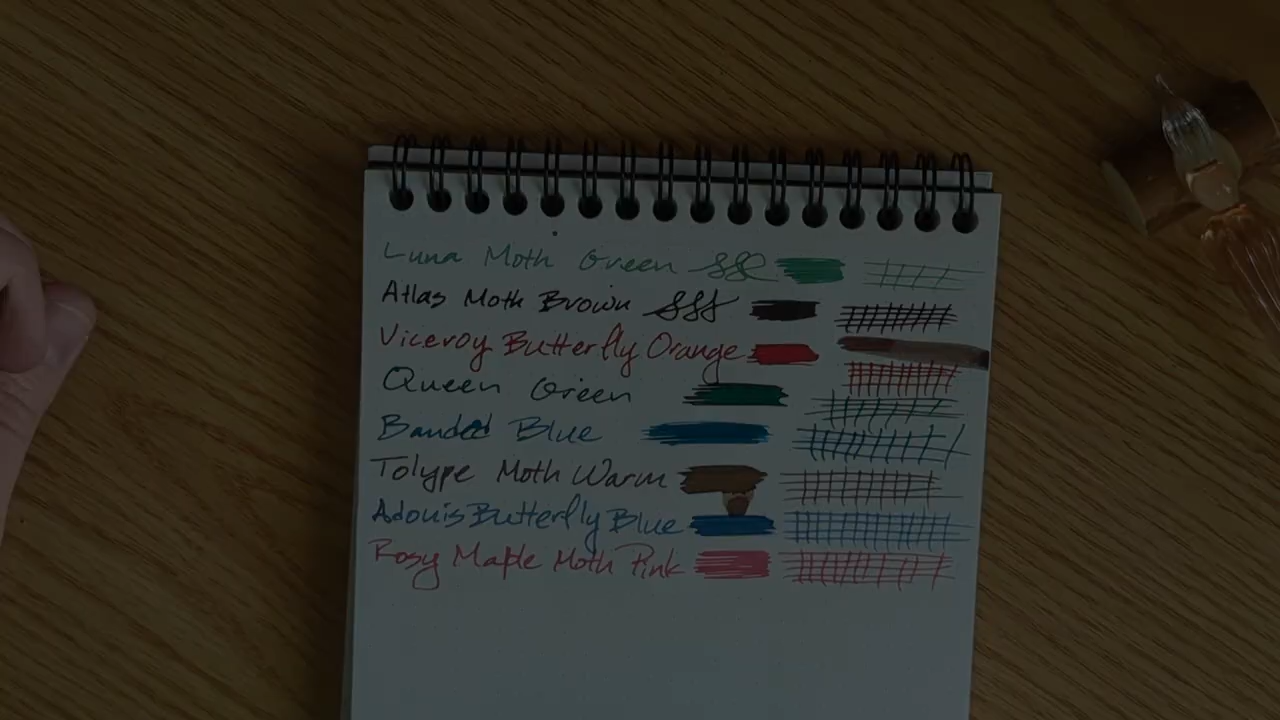 Luna Moth Green
Atlas Moth Brown
Viceroy Butterfly Orange
Queen Green
Banded Blue
Tolype Moth Warm
Adonis Butterfly Blue
Rosy Maple Moth Pink